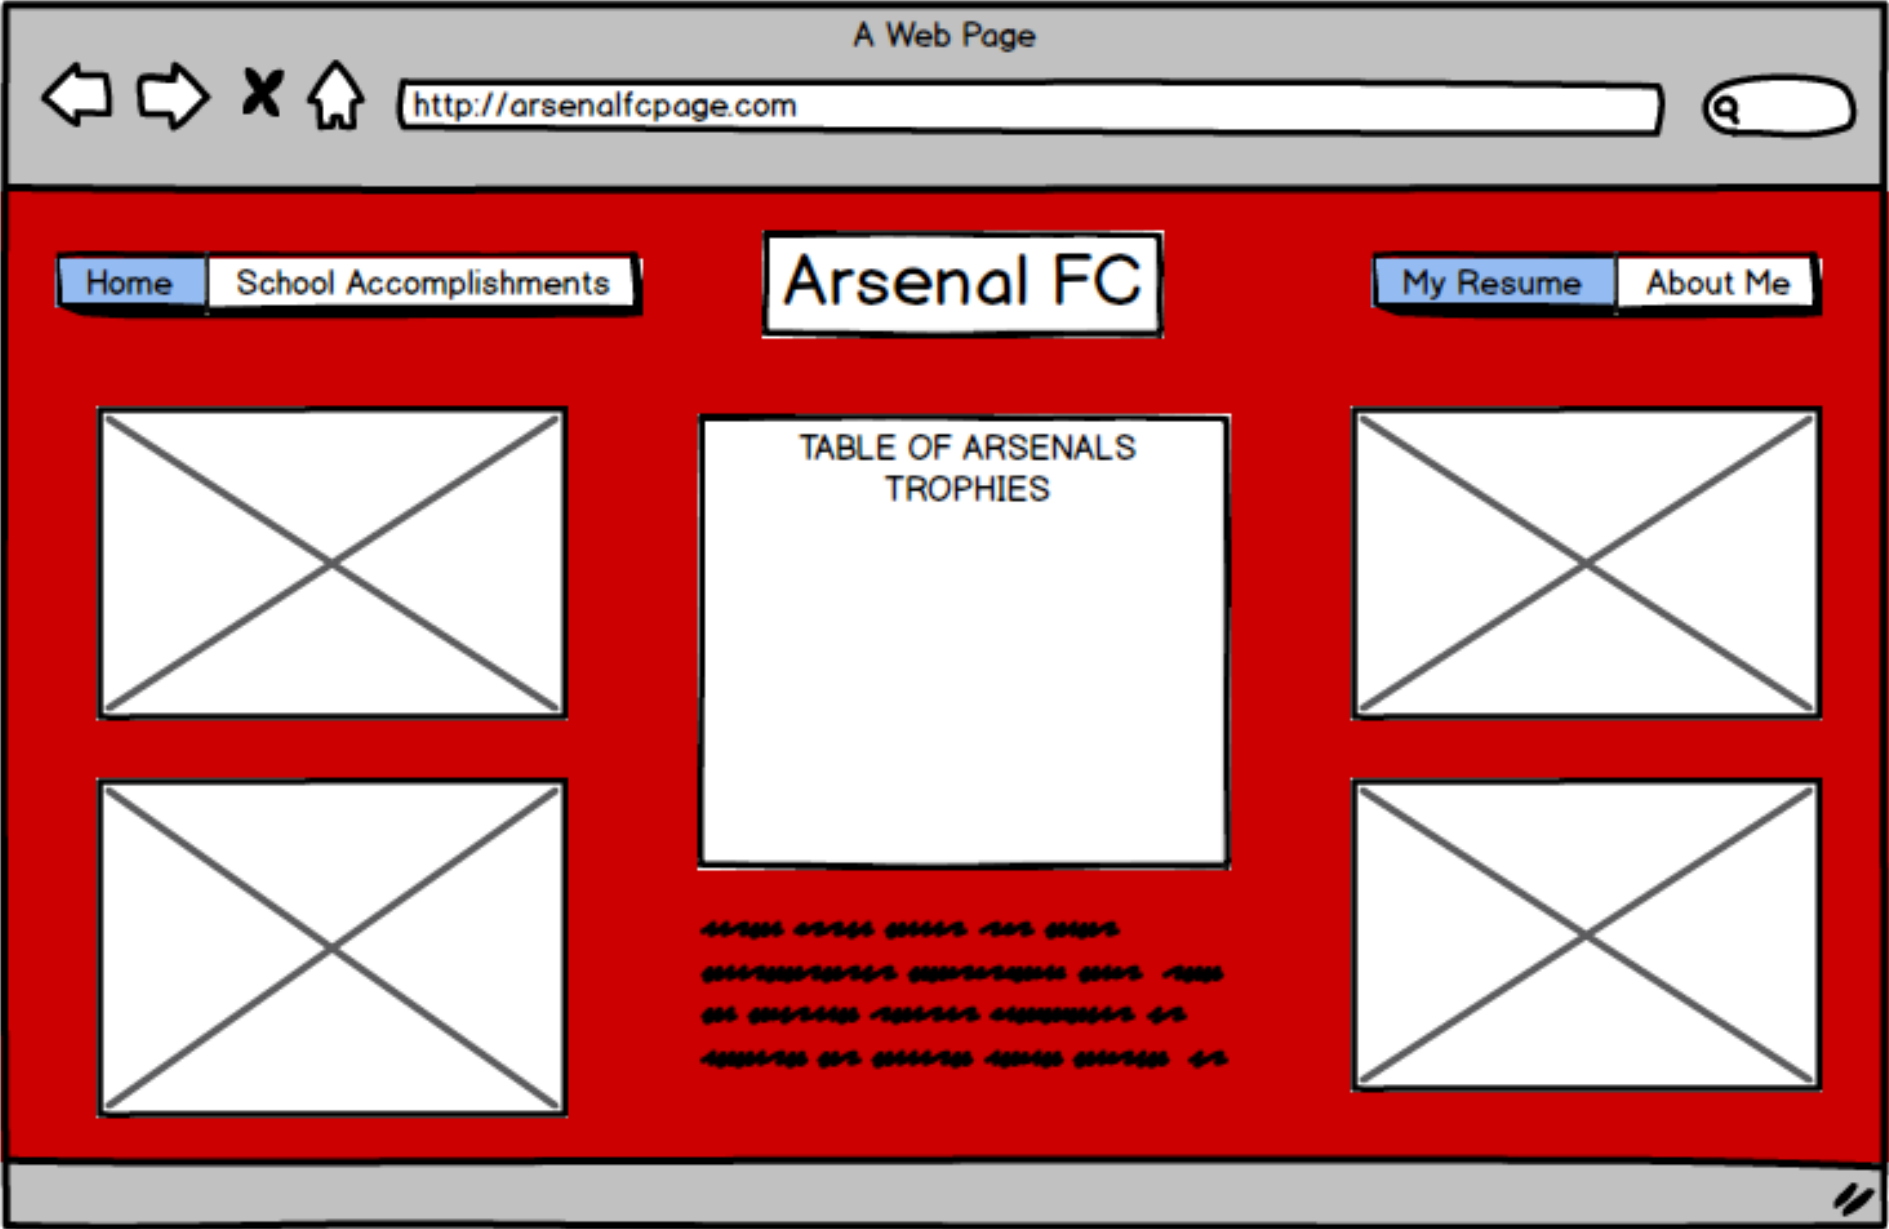 A Web Page
http://arsenalfcpage.com
Home School Accomplishments
Arsenal FC
My Resume About Me
TABLE OF ARSENALS
TROPHIES